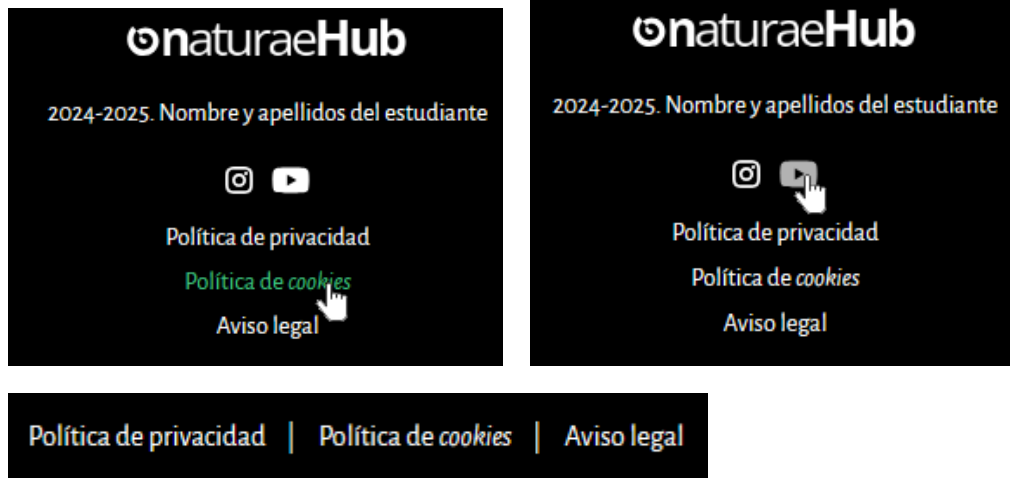 naturaeHub
2024-2025. Nombre y apellidos del estudiante
Política de privacidad
Política de cookies
Aviso legal
naturaeHub
2024-2025. Nombre y apellidos del estudiante
Política de privacidad
Política de cookies
Aviso legal
Política de privacidad | Política de cookies | Aviso legal